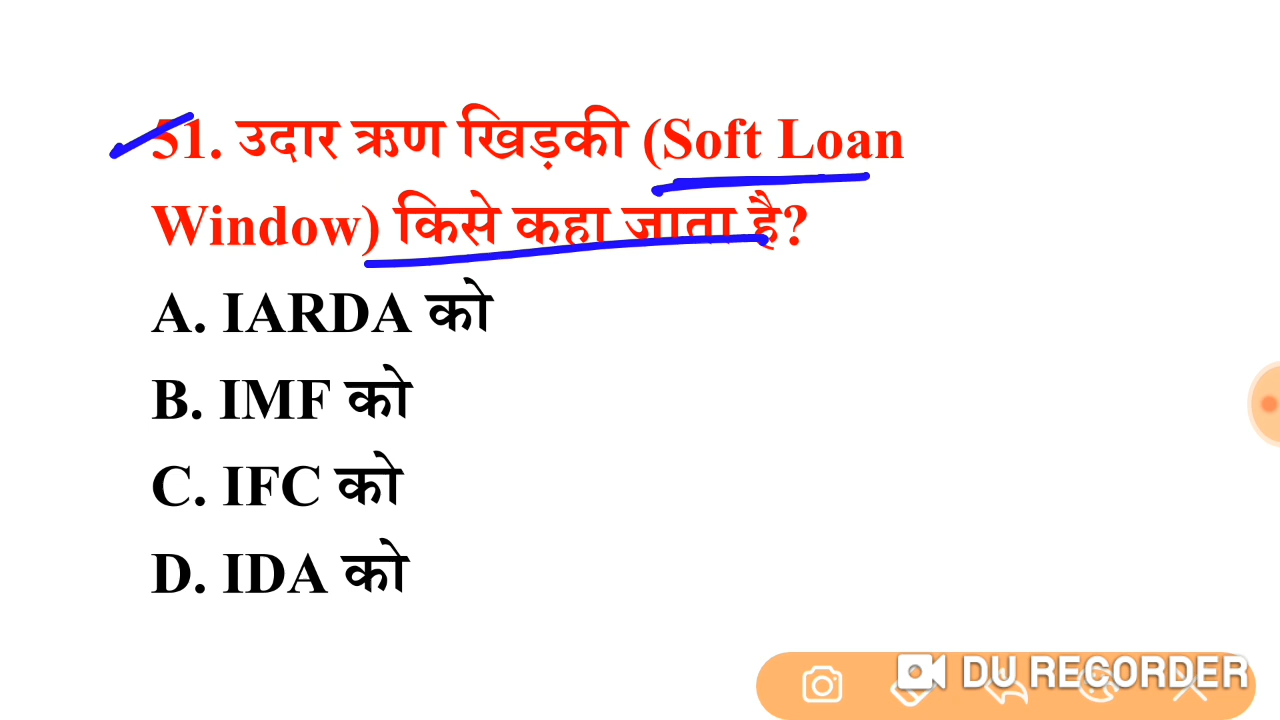 51. उदार ऋण खिड़की (Soft Loan
Window) किसे कहा जाता है?
A. IARDA को
B. IMF को
C. IFC को
D. IDA को
DU RECORDER